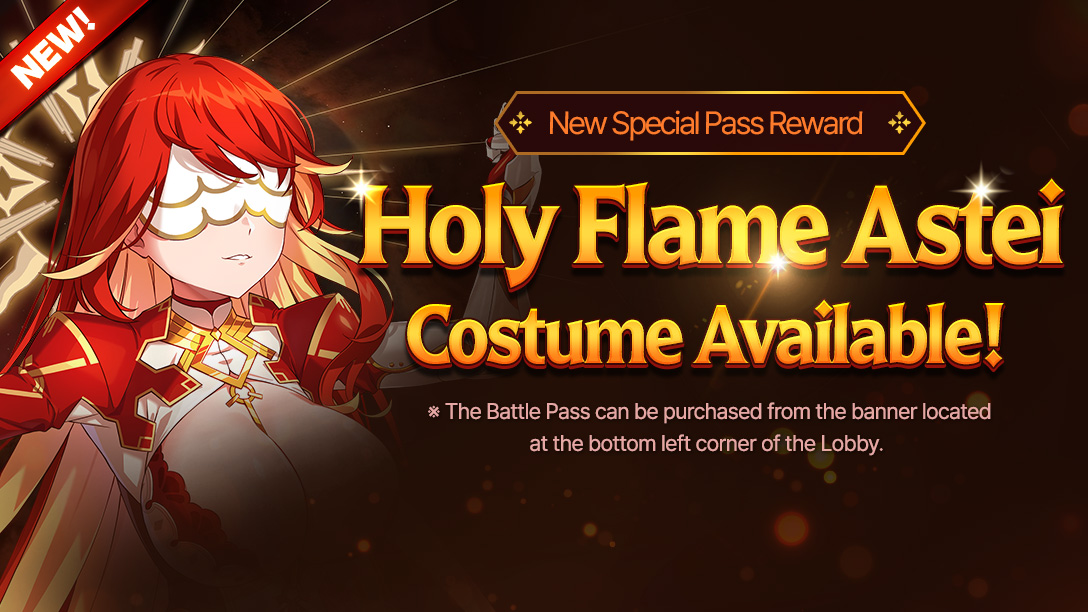 NEW!
New Special Pass Reward
Holy Flame Astei
Costume Available!
※ The Battle Pass can be purchased from the banner located
at the bottom left corner of the Lobby.